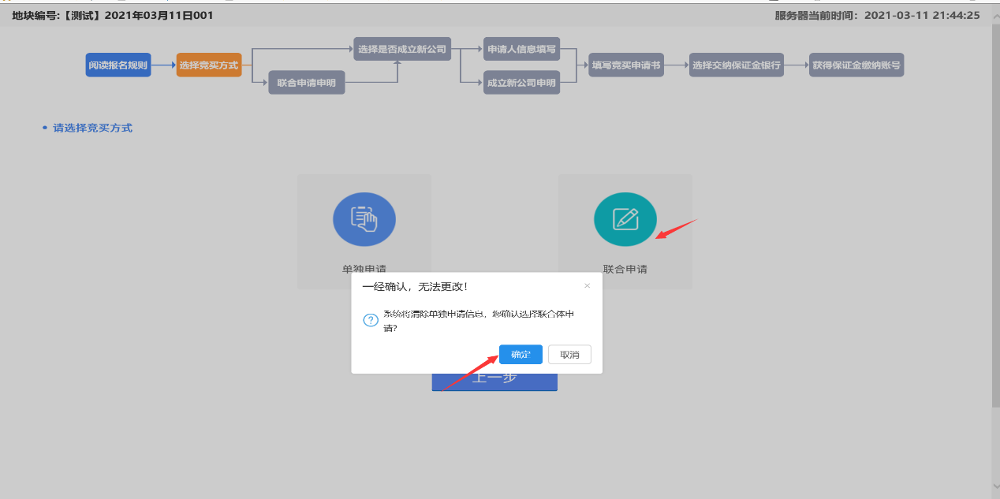 地块编号:【测试】2021年03月11日001
服务器当前时间：2021-03-11 21:44:25
阅读报名规则
选择竞买方式
联合申请申明
选择是否成立新公司
申请人信息填写
成立新公司申明
填写竞买申请书
选择交纳保证金银行
获得保证金缴纳账号
• 请选择竞买方式
单独申请
联合申请
一经确认，无法更改！
×
系统将清除单独申请信息，您确认选择联合体申
请?
确定
取消
上一步